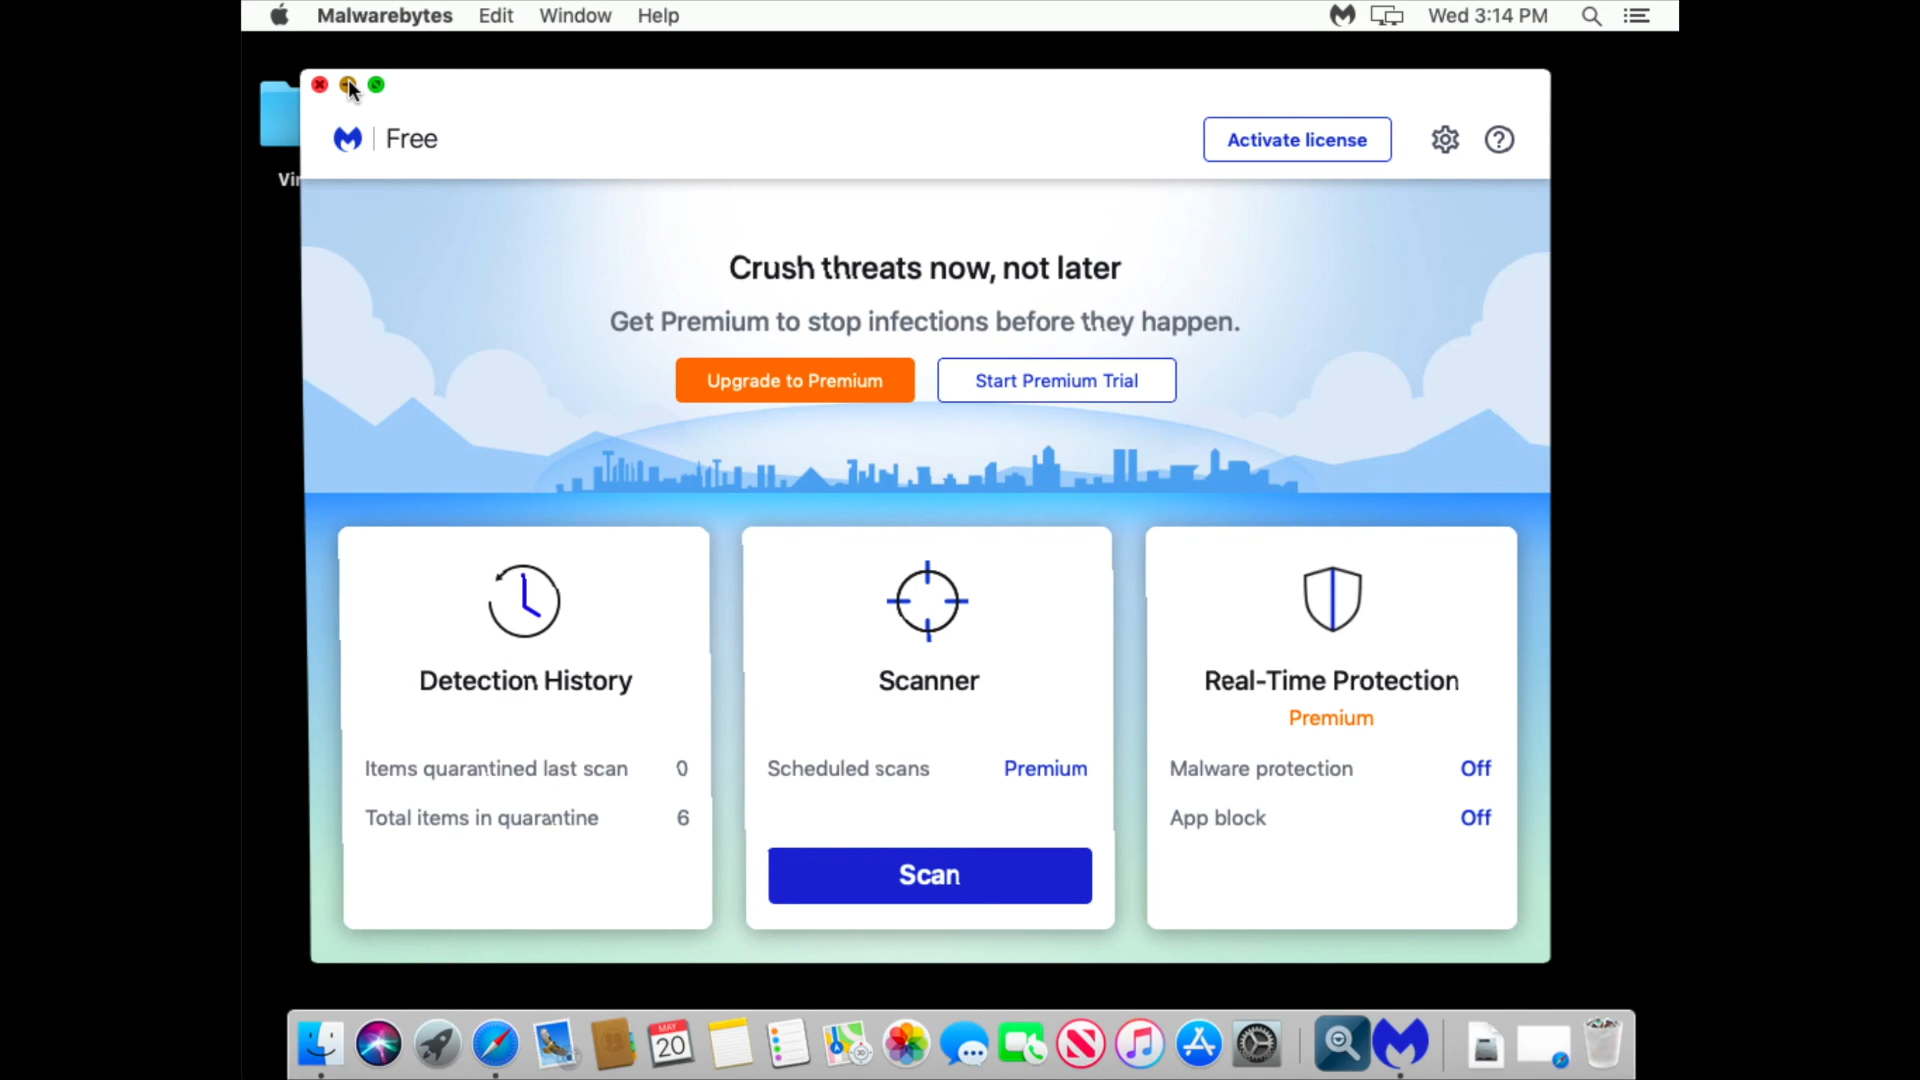 Malwarebytes Edit Window Help Wed 3:14 PM
Free
Activate license
Crush threats now, not later
Get Premium to stop infections before they happen.
Upgrade to Premium Start Premium Trial
Detection History
Items quarantined last scan 0
Total items in quarantine 6
Scanner
Scheduled scans Premium
Scan
Real-Time Protection
Premium
Malware protection Off
App block Off
MAY
20